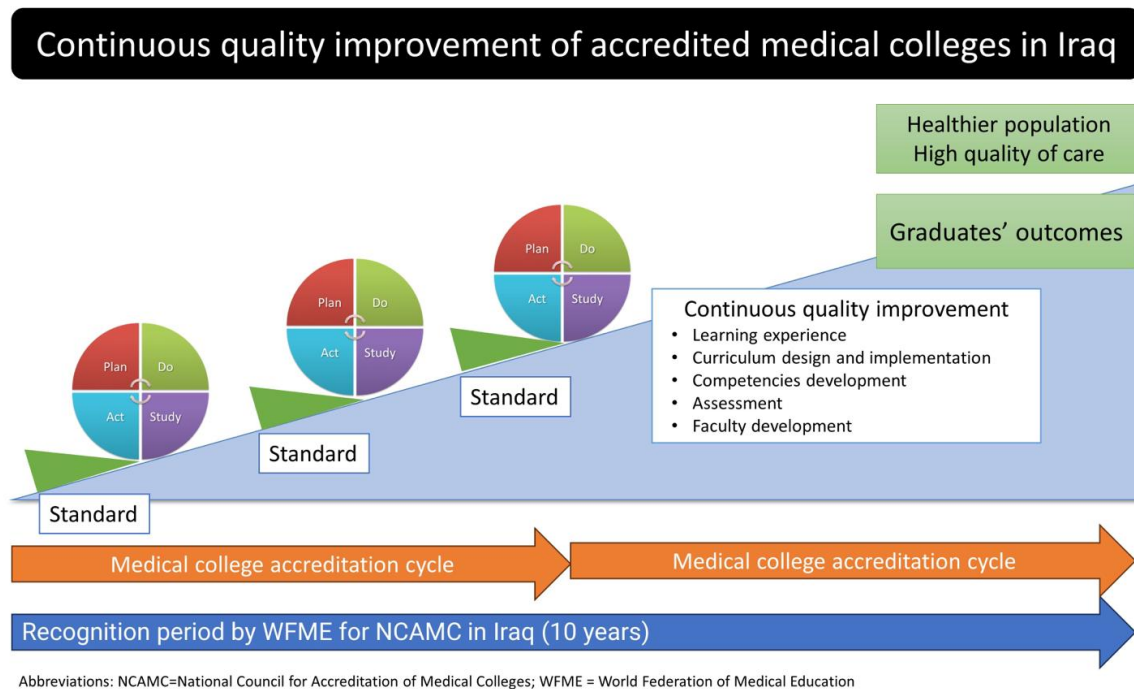 Continuous quality improvement of accredited medical colleges in Iraq
Healthier population
High quality of care
Graduates' outcomes
Plan
Do
Act
Study
Plan
Do
Act
Study
Plan
Do
Act
Study
Standard
Standard
Standard
Continuous quality improvement
• Learning experience
• Curriculum design and implementation
• Competencies development
• Assessment
• Faculty development
Medical college accreditation cycle
Medical college accreditation cycle
Recognition period by WFME for NCAMC in Iraq (10 years)
Abbreviations: NCAMC=National Council for Accreditation of Medical Colleges; WFME = World Federation of Medical Education